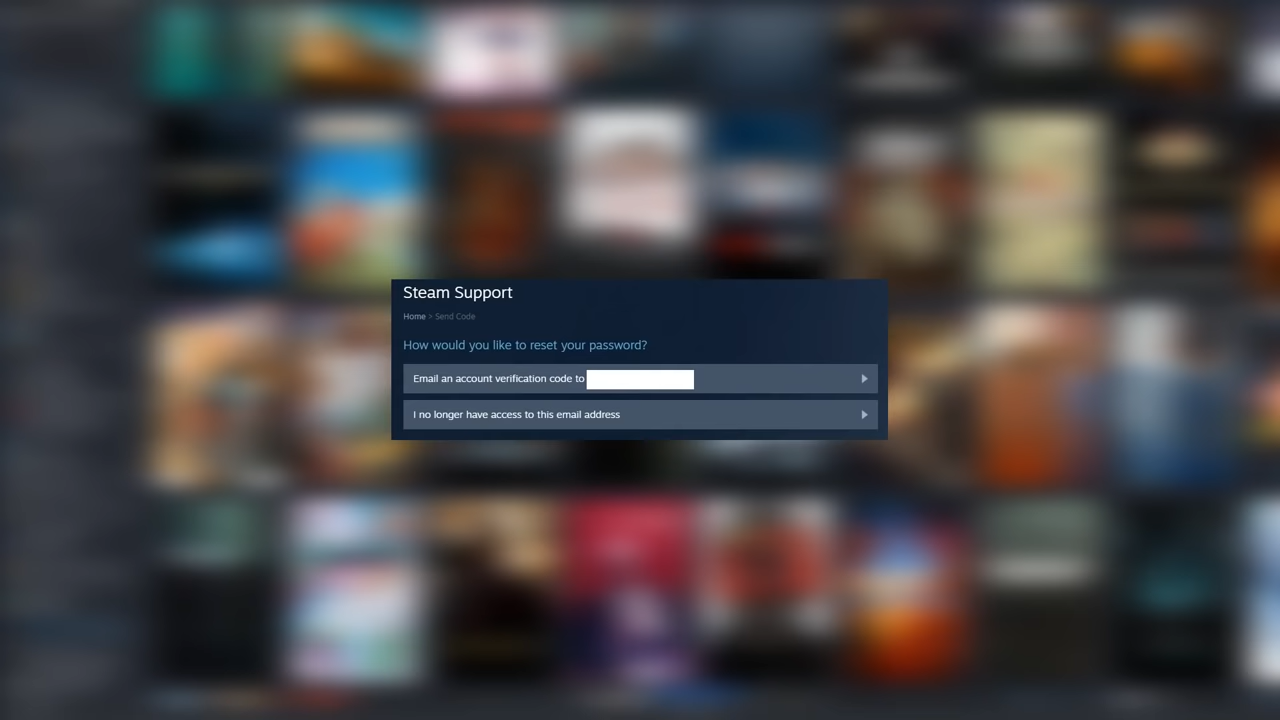 Steam Support
Home > Send Code
How would you like to reset your password?
Email an account verification code to
I no longer have access to this email address